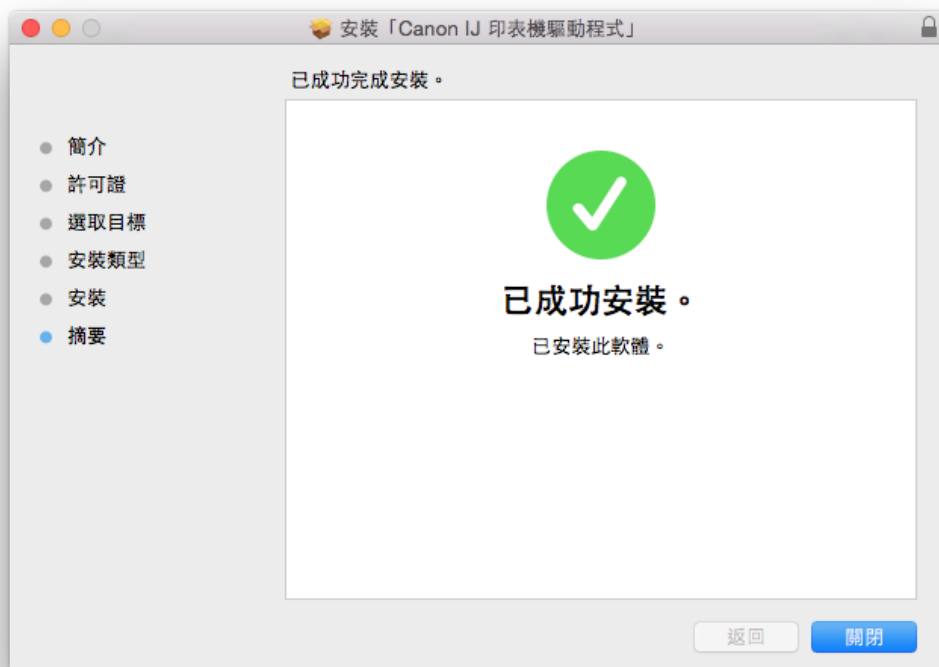 安裝「Canon IJ 印表機驅動程式」
已成功完成安裝。
簡介
許可證
選取目標
安裝類型
安裝
摘要
已成功安裝。
已安裝此軟體。
返回
關閉